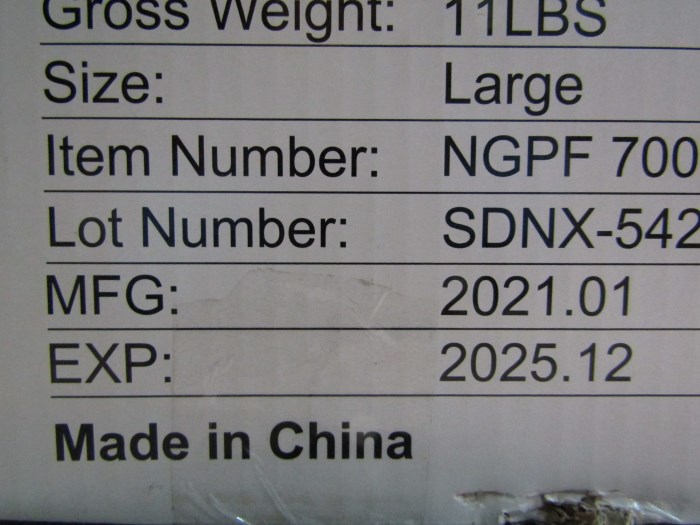 Gross Weight: 11LBS
Size: Large
Item Number: NGPF 700
Lot Number: SDNX-542
MFG: 2021.01
EXP: 2025.12
Made in China